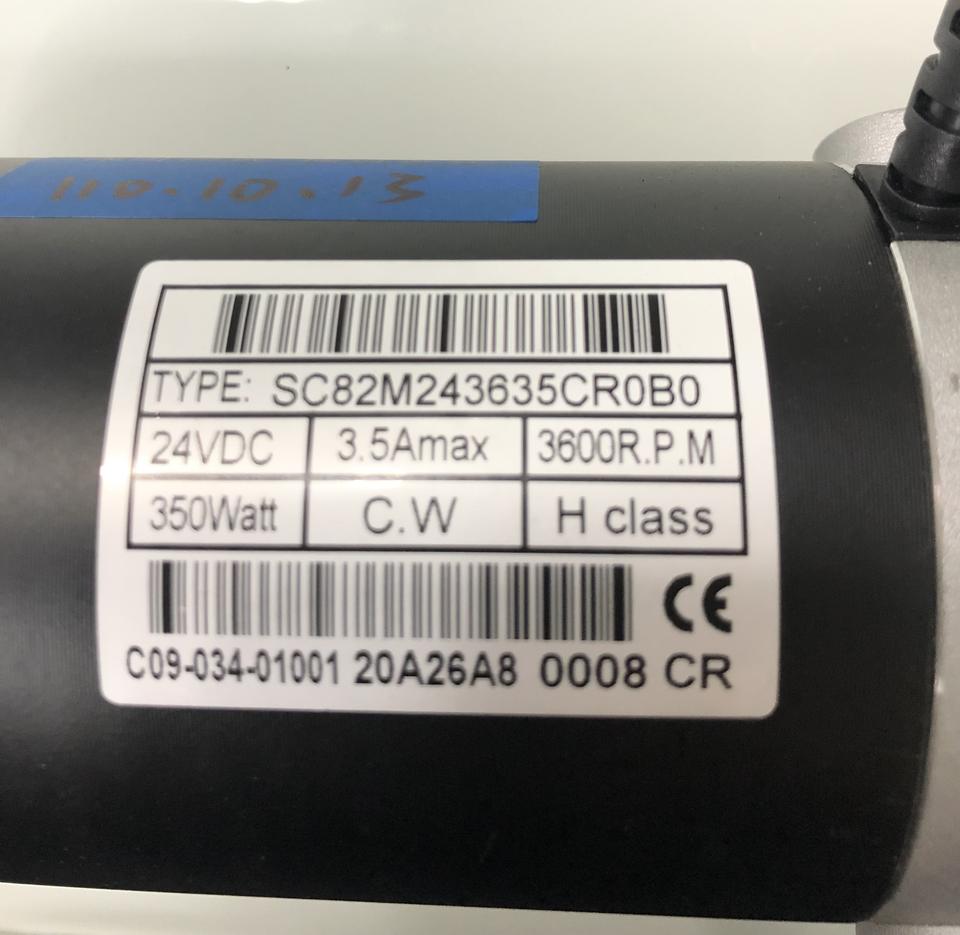 110.10.13
TYPE: SC82M243635CR0B0
24VDC 3.5Amax 3600R.P.M
350Watt C.W H class
CE
C09-034-01001 20A26A8 0008 CR